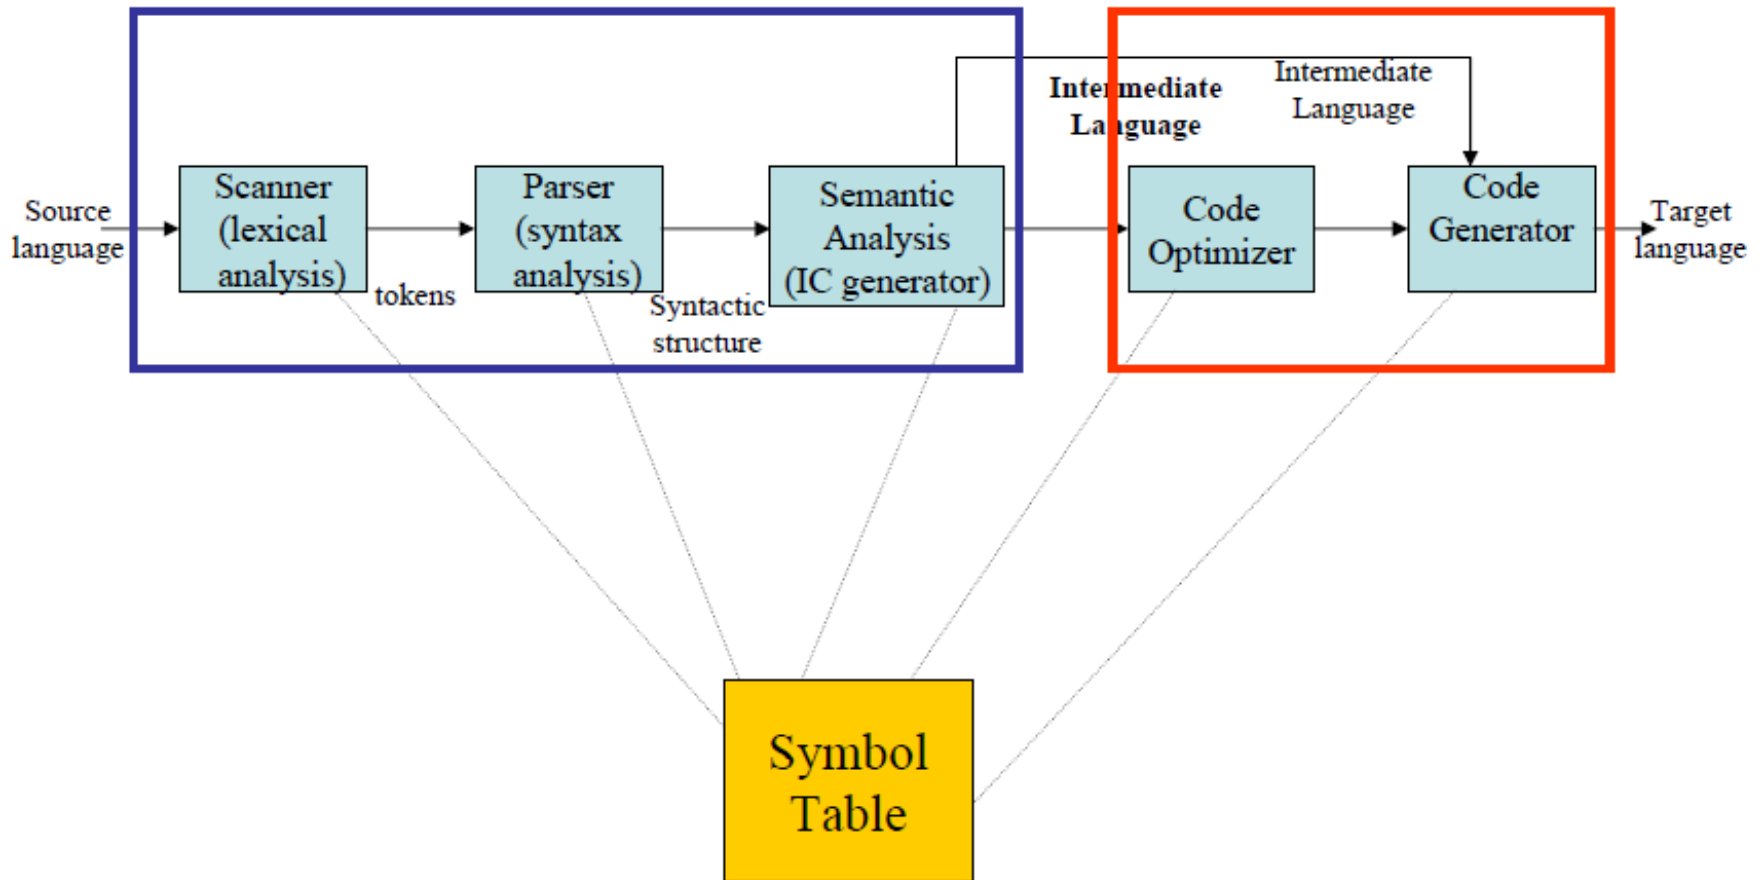 Intermediate
Language
Intermediate
Language
Source
language
Scanner
(lexical
analysis)
tokens
Parser
(syntax
analysis)
Syntactic
structure
Semantic
Analysis
(IC generator)
Code
Optimizer
Code
Generator
Target
language
Symbol
Table